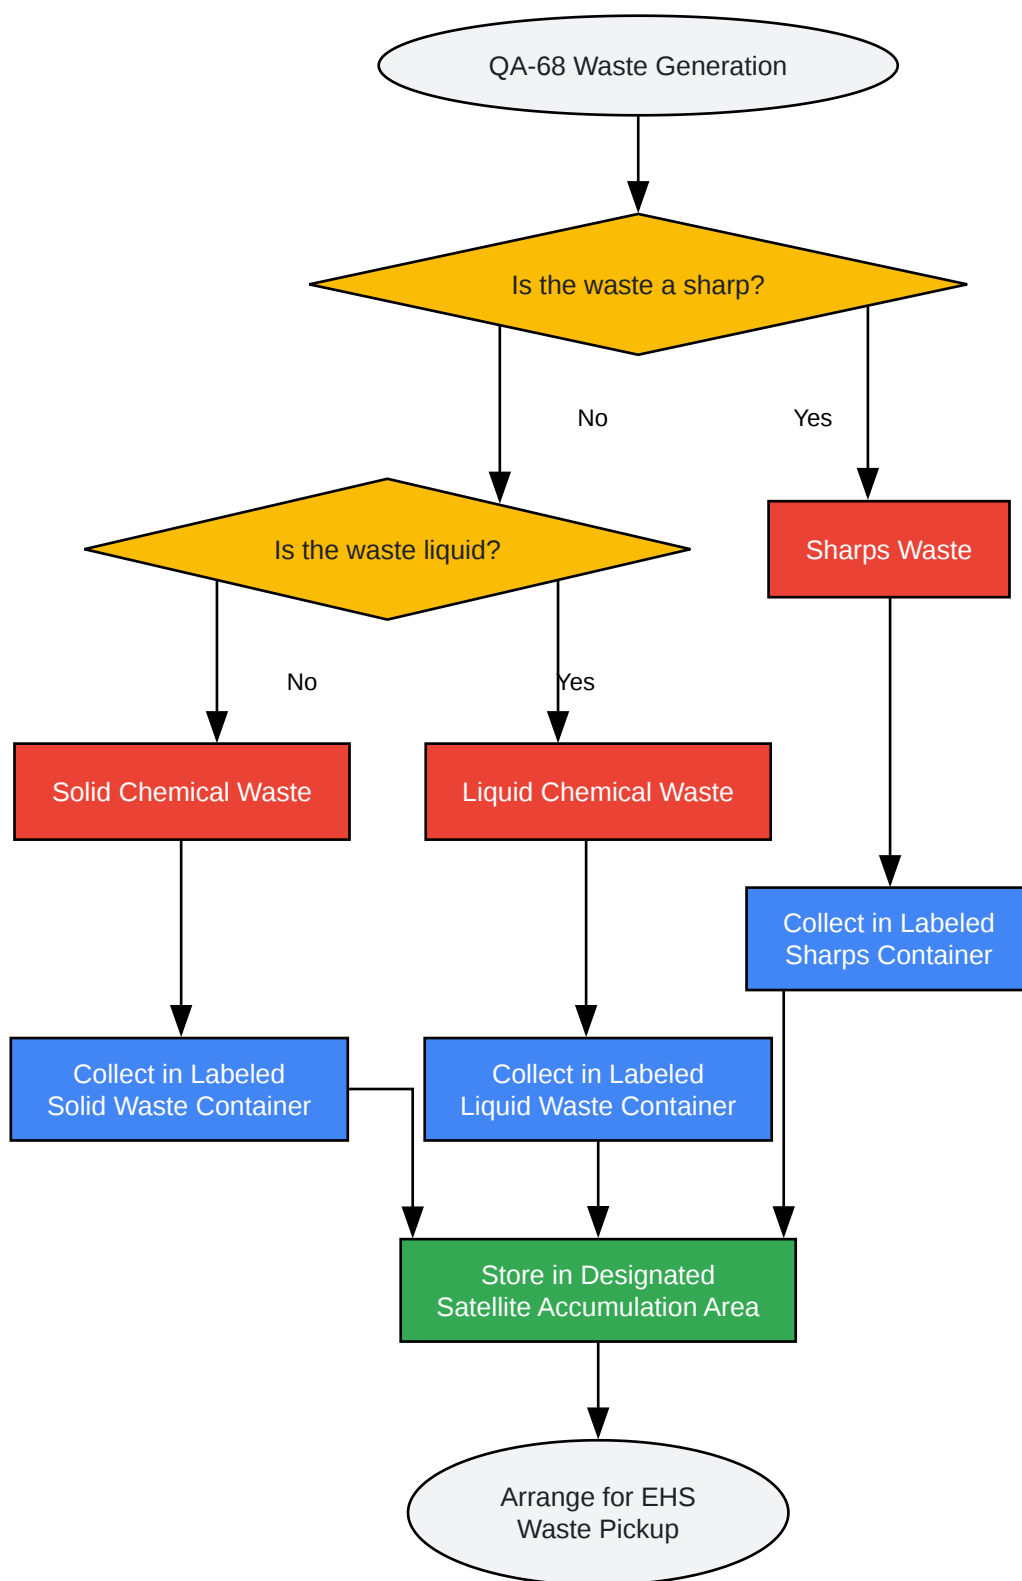 QA-68 Waste Generation
Is the waste a sharp?
No
Yes
Is the waste liquid?
Sharps Waste
No
Yes
Solid Chemical Waste
Liquid Chemical Waste
Collect in Labeled
Sharps Container
Collect in Labeled
Solid Waste Container
Collect in Labeled
Liquid Waste Container
Store in Designated
Satellite Accumulation Area
Arrange for EHS
Waste Pickup